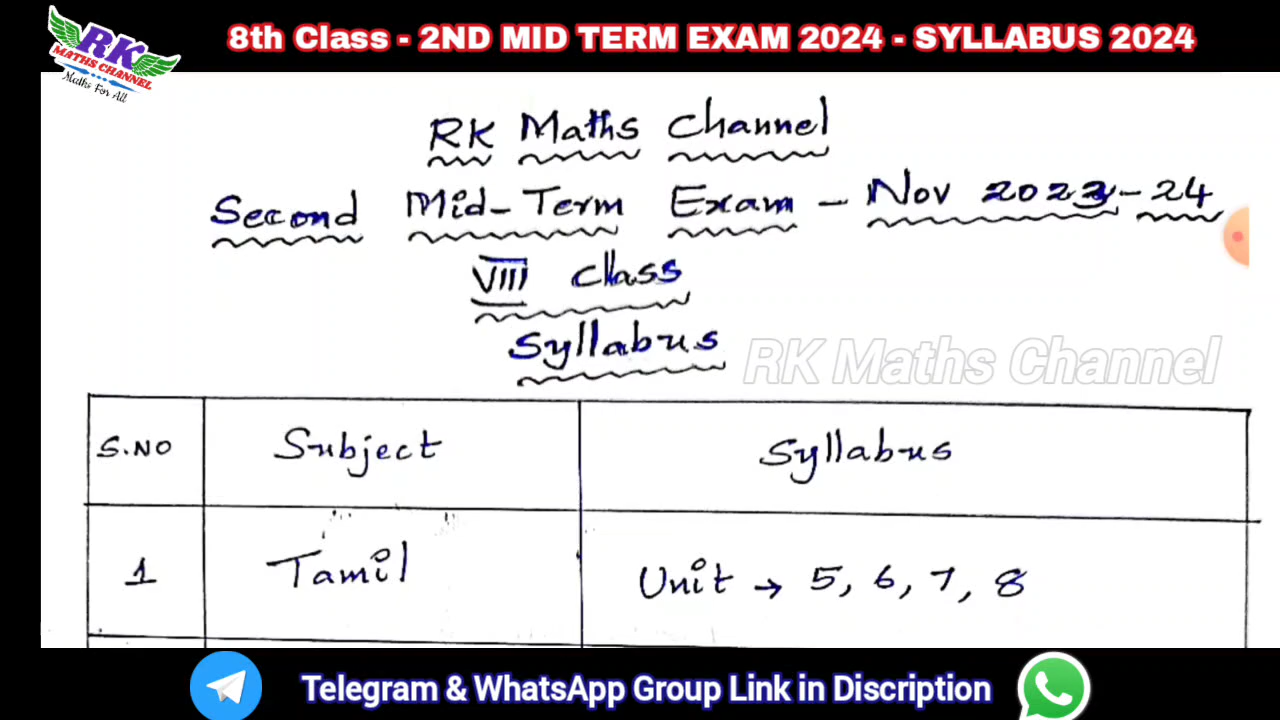 8th Class - 2ND MID TERM EXAM 2024 - SYLLABUS 2024
RK
MATHS CHANNEL
Maths For All
RK Maths Channel
Second Mid-Term Exam - Nov 2023-24
VIII Class
Syllabus
RK Maths Channel
S.NO Subject Syllabus
1 Tamil Unit → 5, 6, 7, 8
Telegram & WhatsApp Group Link in Discription